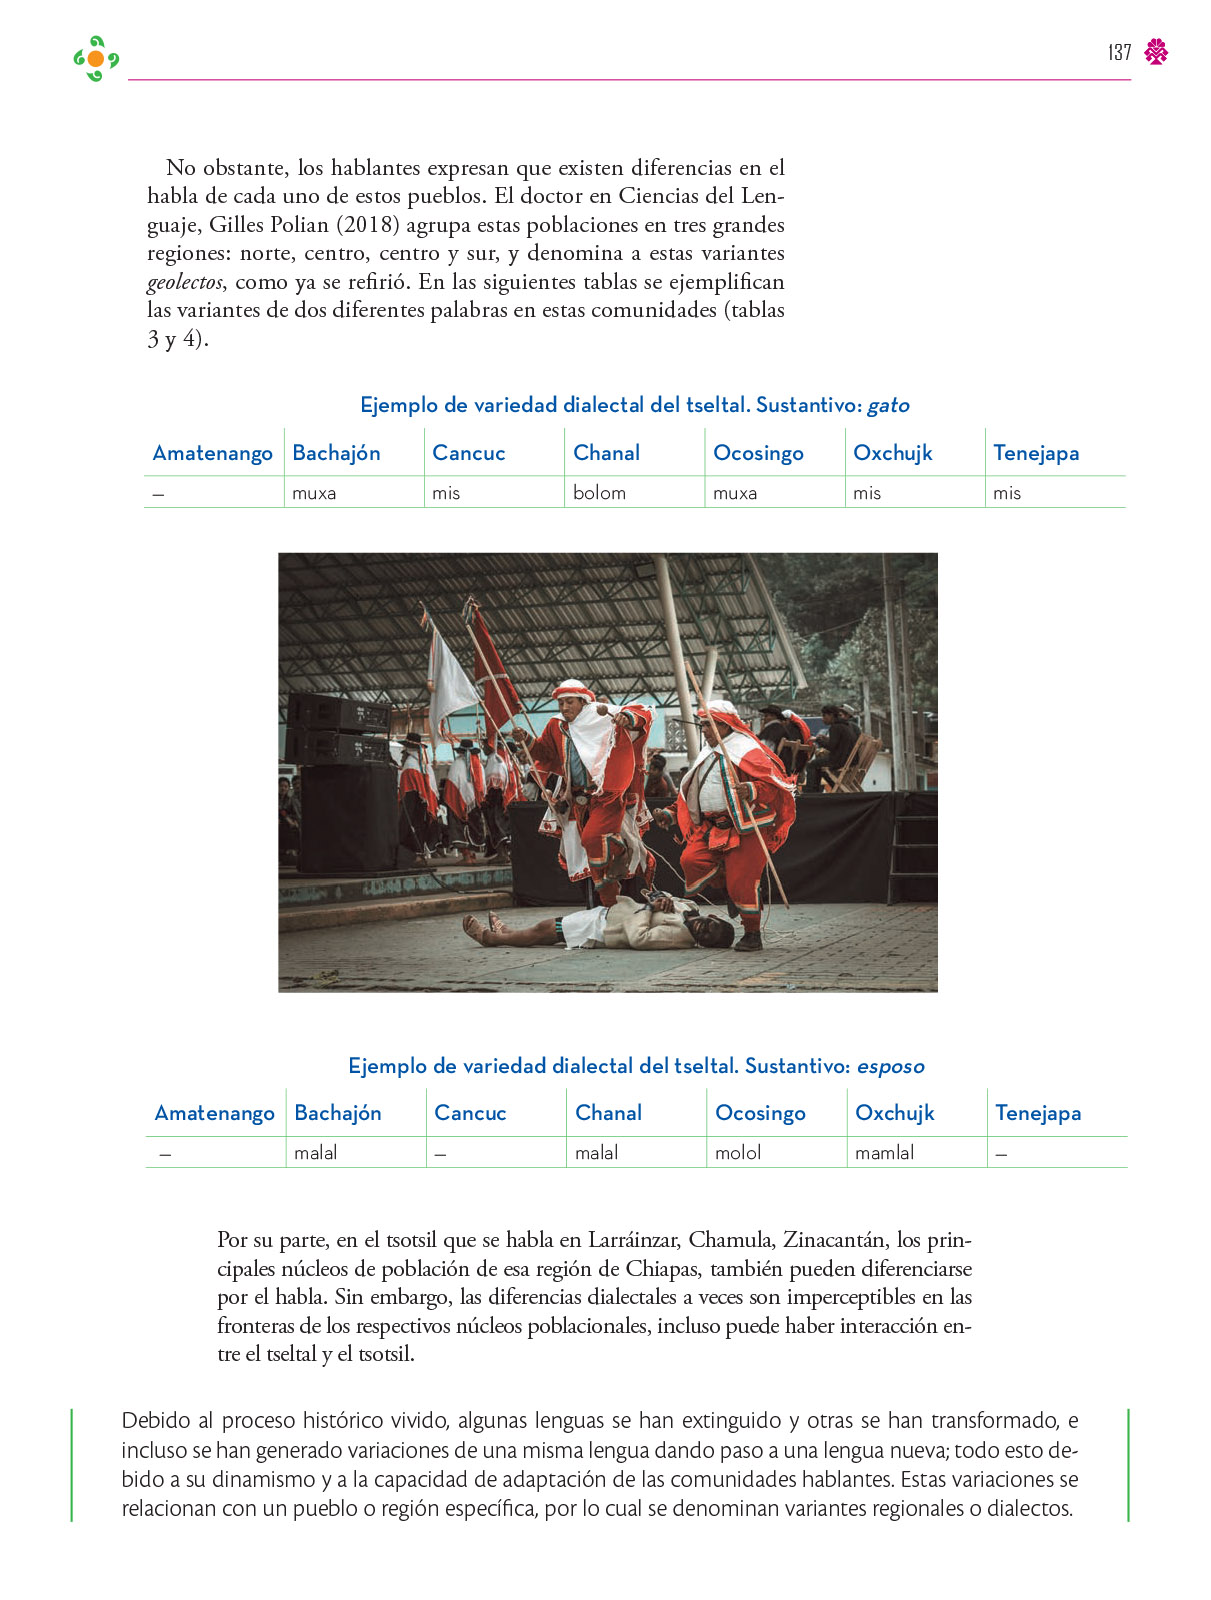 137
No obstante, los hablantes expresan que existen diferencias en el
habla de cada uno de estos pueblos. El doctor en Ciencias del Len-
guaje, Gilles Polian (2018) agrupa estas poblaciones en tres grandes
regiones: norte, centro, centro y sur, y denomina a estas variantes
geolectos, como ya se refirió. En las siguientes tablas se ejemplifican
las variantes de dos diferentes palabras en estas comunidades (tablas
3 y 4).
Ejemplo de variedad dialectal del tseltal. Sustantivo: gato
Amatenango Bachajón Cancuc Chanal Ocosingo Oxchujk Tenejapa
— muxa mis bolom muxa mis mis
Ejemplo de variedad dialectal del tseltal. Sustantivo: esposo
Amatenango Bachajón Cancuc Chanal Ocosingo Oxchujk Tenejapa
— malal — malal molol mamlal —
Por su parte, en el tsotsil que se habla en Larráinzar, Chamula, Zinacantán, los prin-
cipales núcleos de población de esa región de Chiapas, también pueden diferenciarse
por el habla. Sin embargo, las diferencias dialectales a veces son imperceptibles en las
fronteras de los respectivos núcleos poblacionales, incluso puede haber interacción en-
tre el tseltal y el tsotsil.
Debido al proceso histórico vivido, algunas lenguas se han extinguido y otras se han transformado, e
incluso se han generado variaciones de una misma lengua dando paso a una lengua nueva; todo esto de-
bido a su dinamismo y a la capacidad de adaptación de las comunidades hablantes. Estas variaciones se
relacionan con un pueblo o región específica, por lo cual se denominan variantes regionales o dialectos.